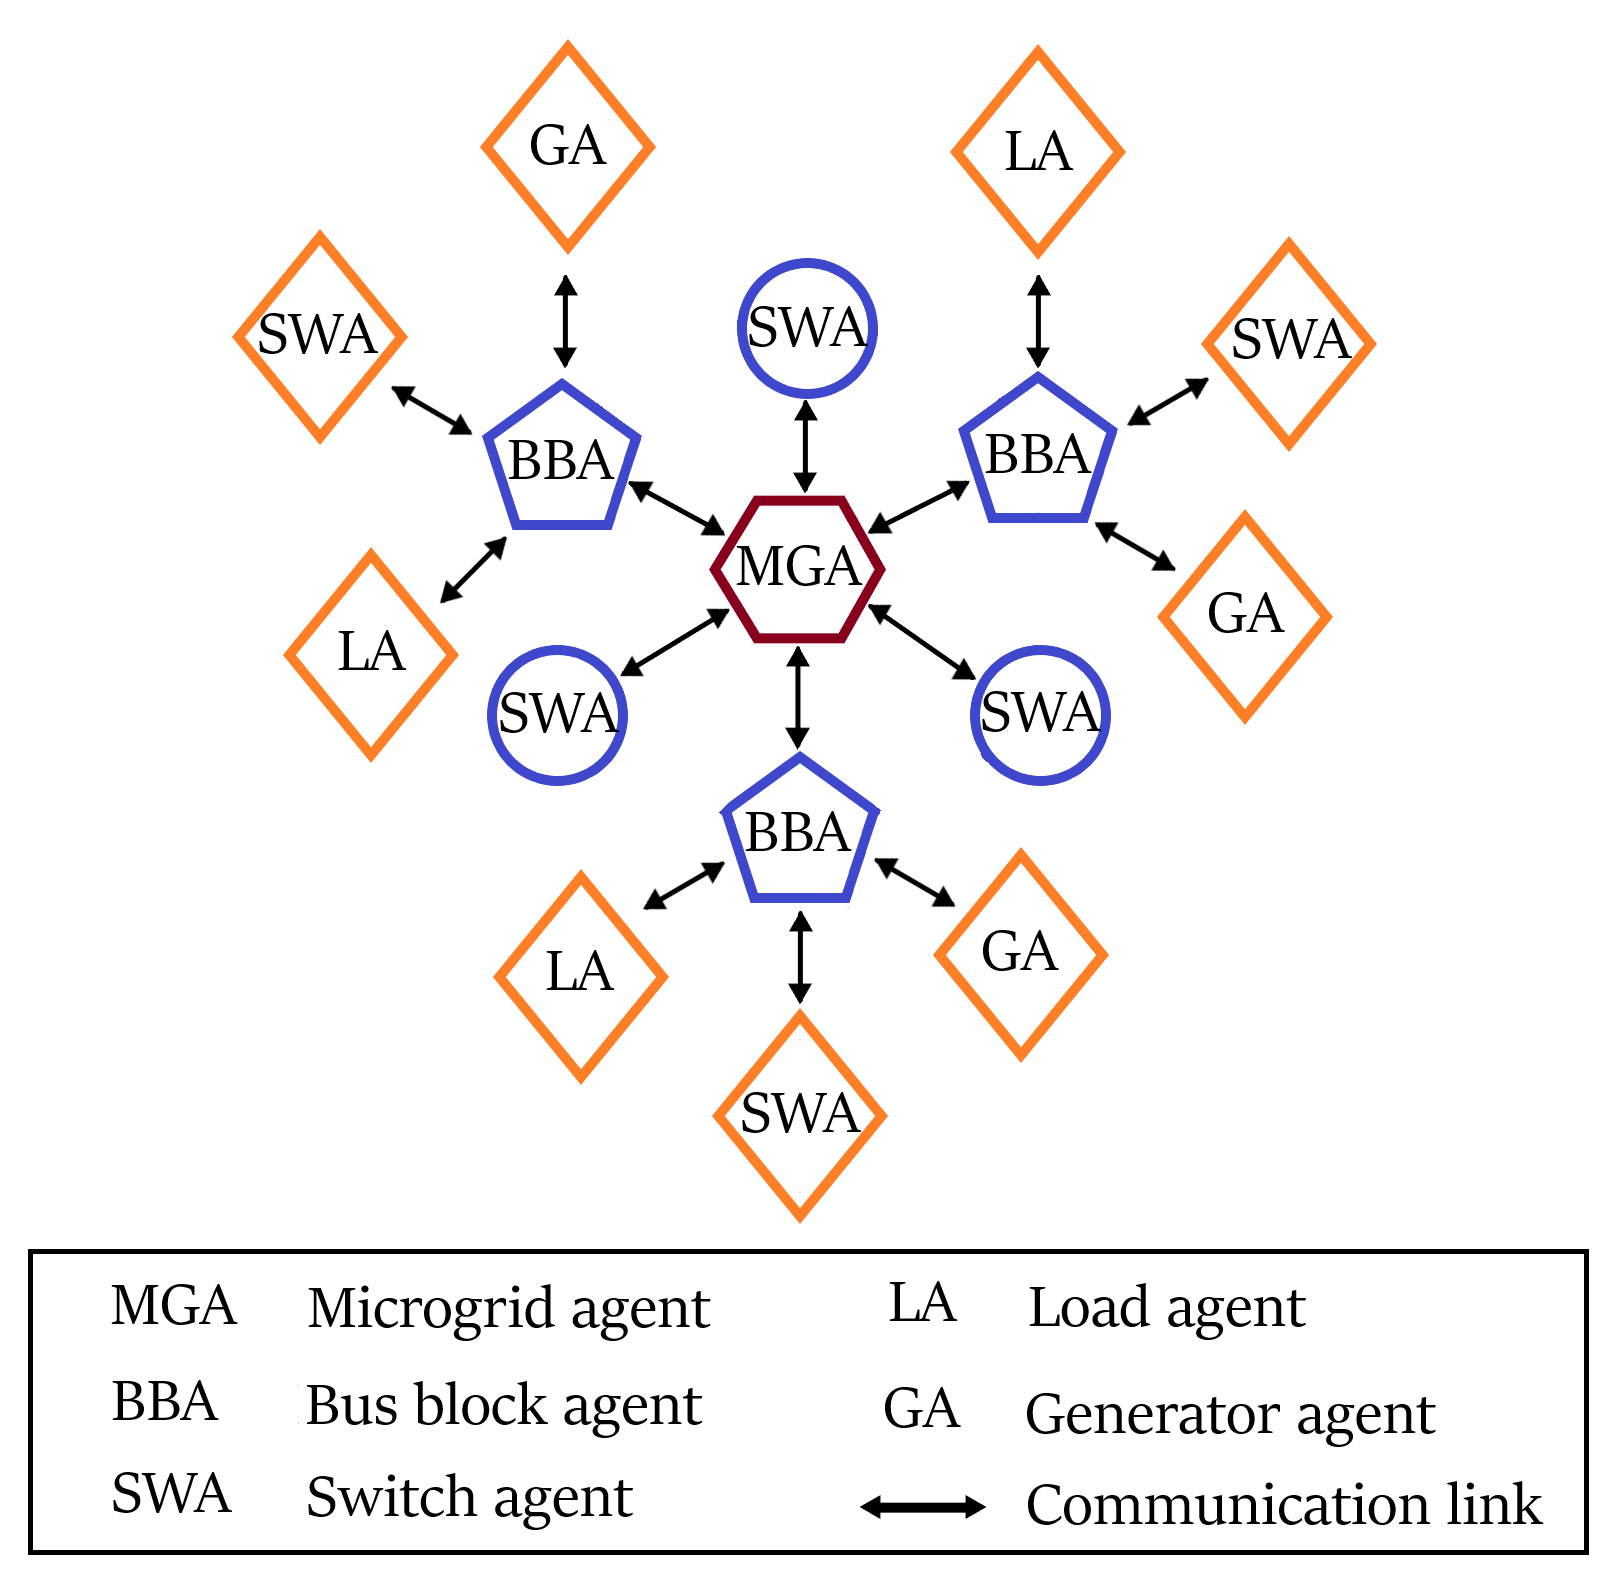 GA
LA
SWA
SWA
SWA
BBA
BBA
MGA
GA
LA
SWA
SWA
BBA
LA
GA
SWA
MGA Microgrid agent
LA Load agent
BBA Bus block agent
GA Generator agent
SWA Switch agent
Communication link